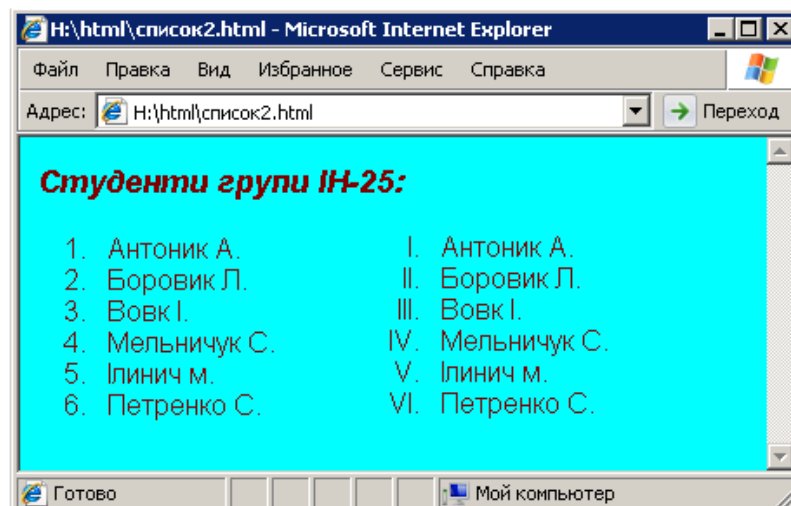 H:\html\список2.html - Microsoft Internet Explorer
Файл Правка Вид Избранное Сервис Справка
Адрес: H:\html\список2.html Переход
Студенти групи ІН-25:
1. Антоник А.
2. Боровик Л.
3. Вовк І.
4. Мельничук С.
5. Ілинич м.
6. Петренко С.
I. Антоник А.
II. Боровик Л.
III. Вовк І.
IV. Мельничук С.
V. Ілинич м.
VI. Петренко С.
Готово Мой компьютер